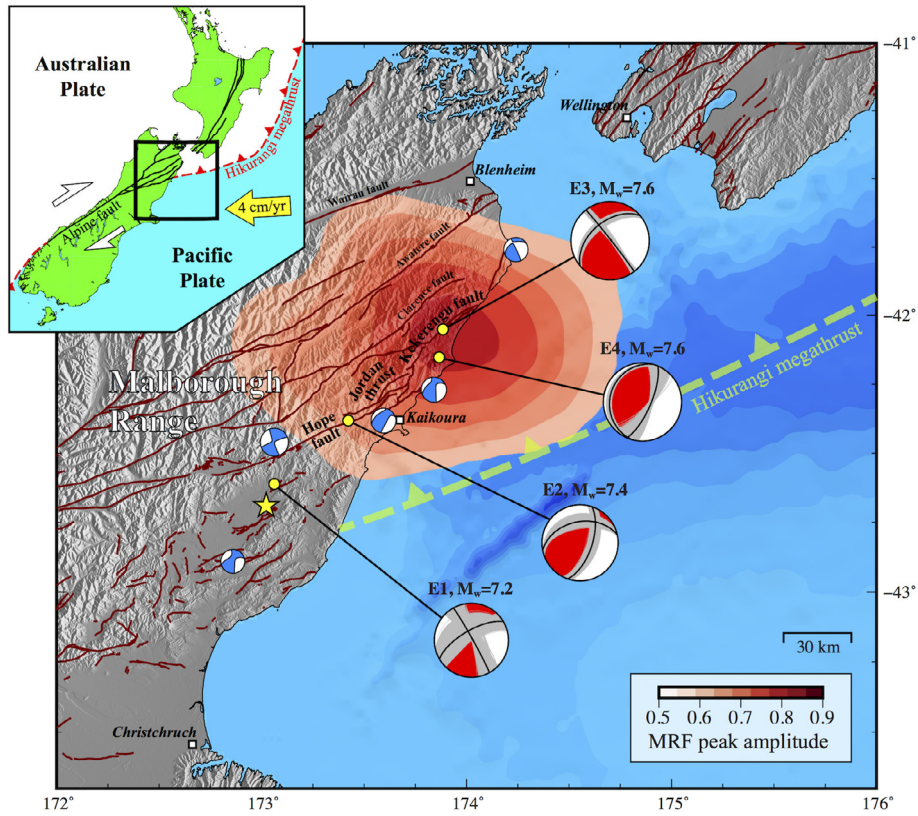 Australian
Plate
Hikurangi megathrust
Alpine fault
4 cm/yr
Pacific
Plate
−41°
−42°
−43°
172°
173°
174°
175°
176°
Wellington
Blenheim
Wairau fault
Awatere fault
Clarence fault
Kekerengu fault
Jordan
thrust
Hope
fault
Kaikoura
Malborough
Range
Hikurangi megathrust
E3, Mw=7.6
E4, Mw=7.6
E2, Mw=7.4
E1, Mw=7.2
Christchruch
30 km
0.5 0.6 0.7 0.8 0.9
MRF peak amplitude